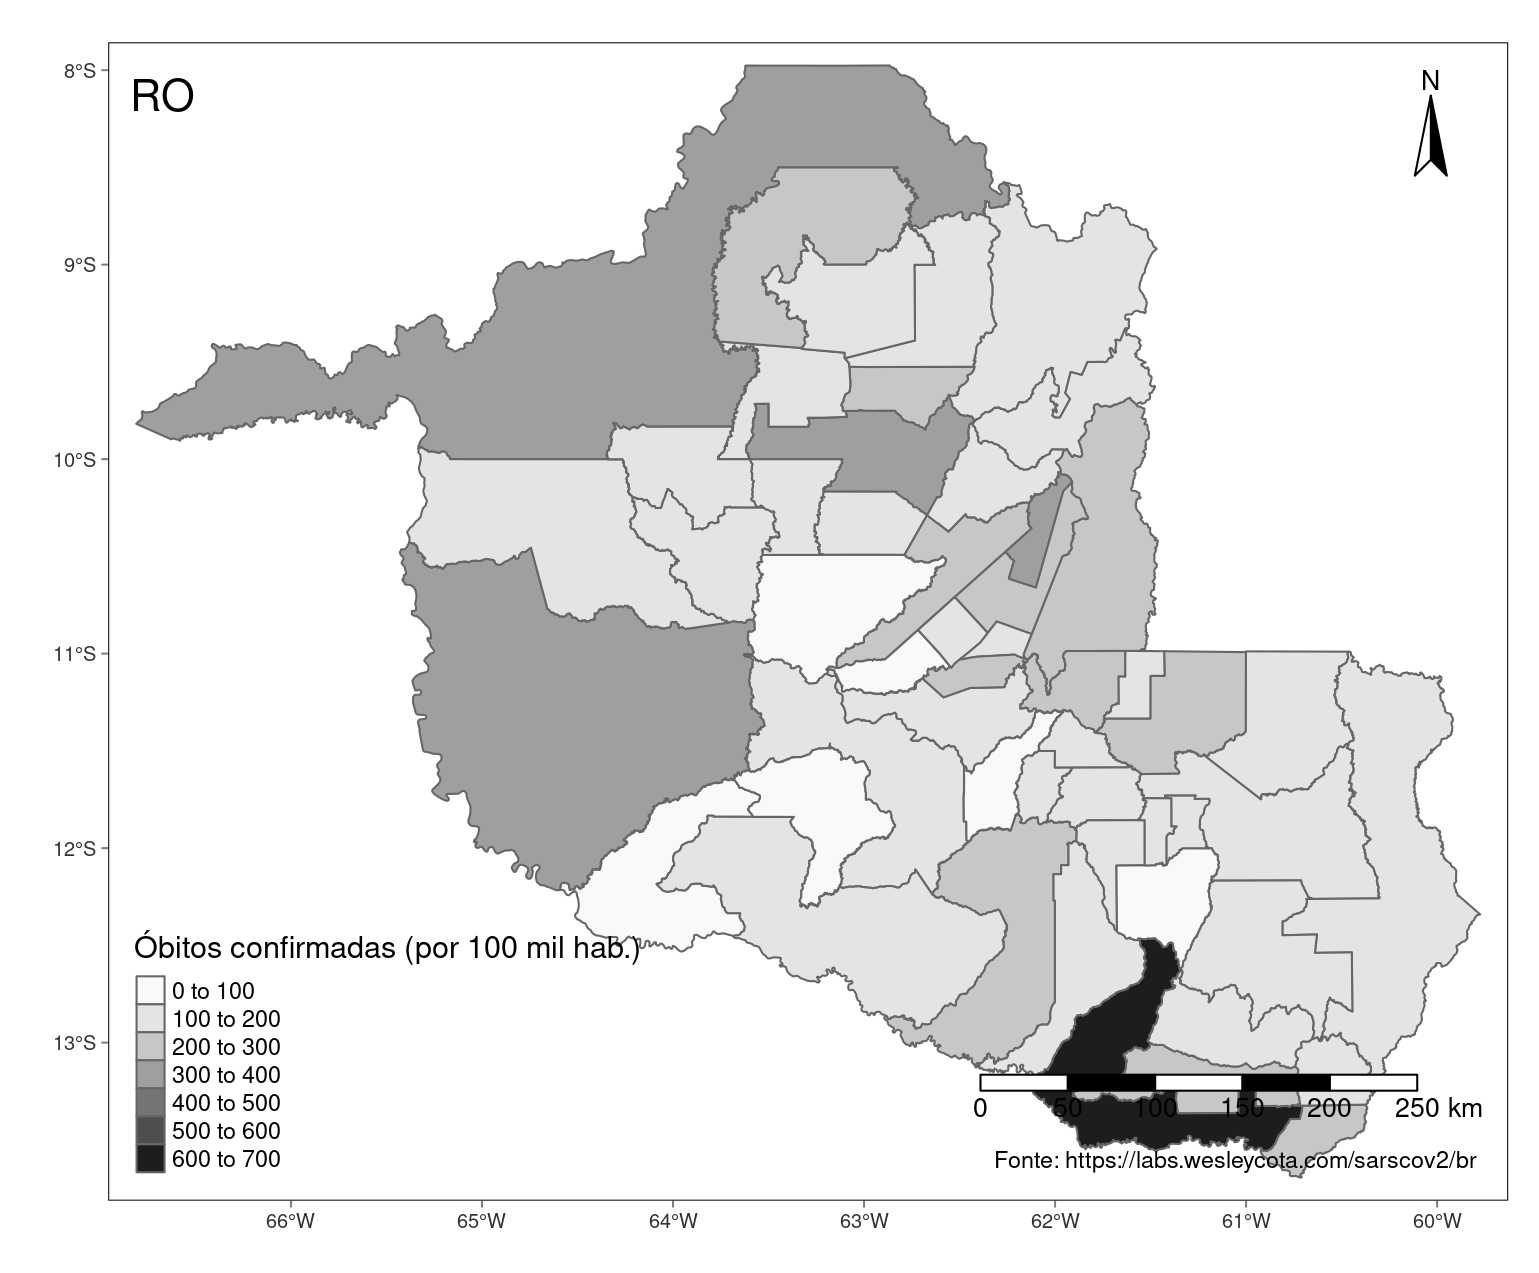 RO
N
8°S
9°S
10°S
11°S
12°S
13°S
Óbitos confirmadas (por 100 mil hab.)
0 to 100
100 to 200
200 to 300
300 to 400
400 to 500
500 to 600
600 to 700
0 50 100 150 200 250 km
Fonte: https://labs.wesleycota.com/sarscov2/br
66°W 65°W 64°W 63°W 62°W 61°W 60°W